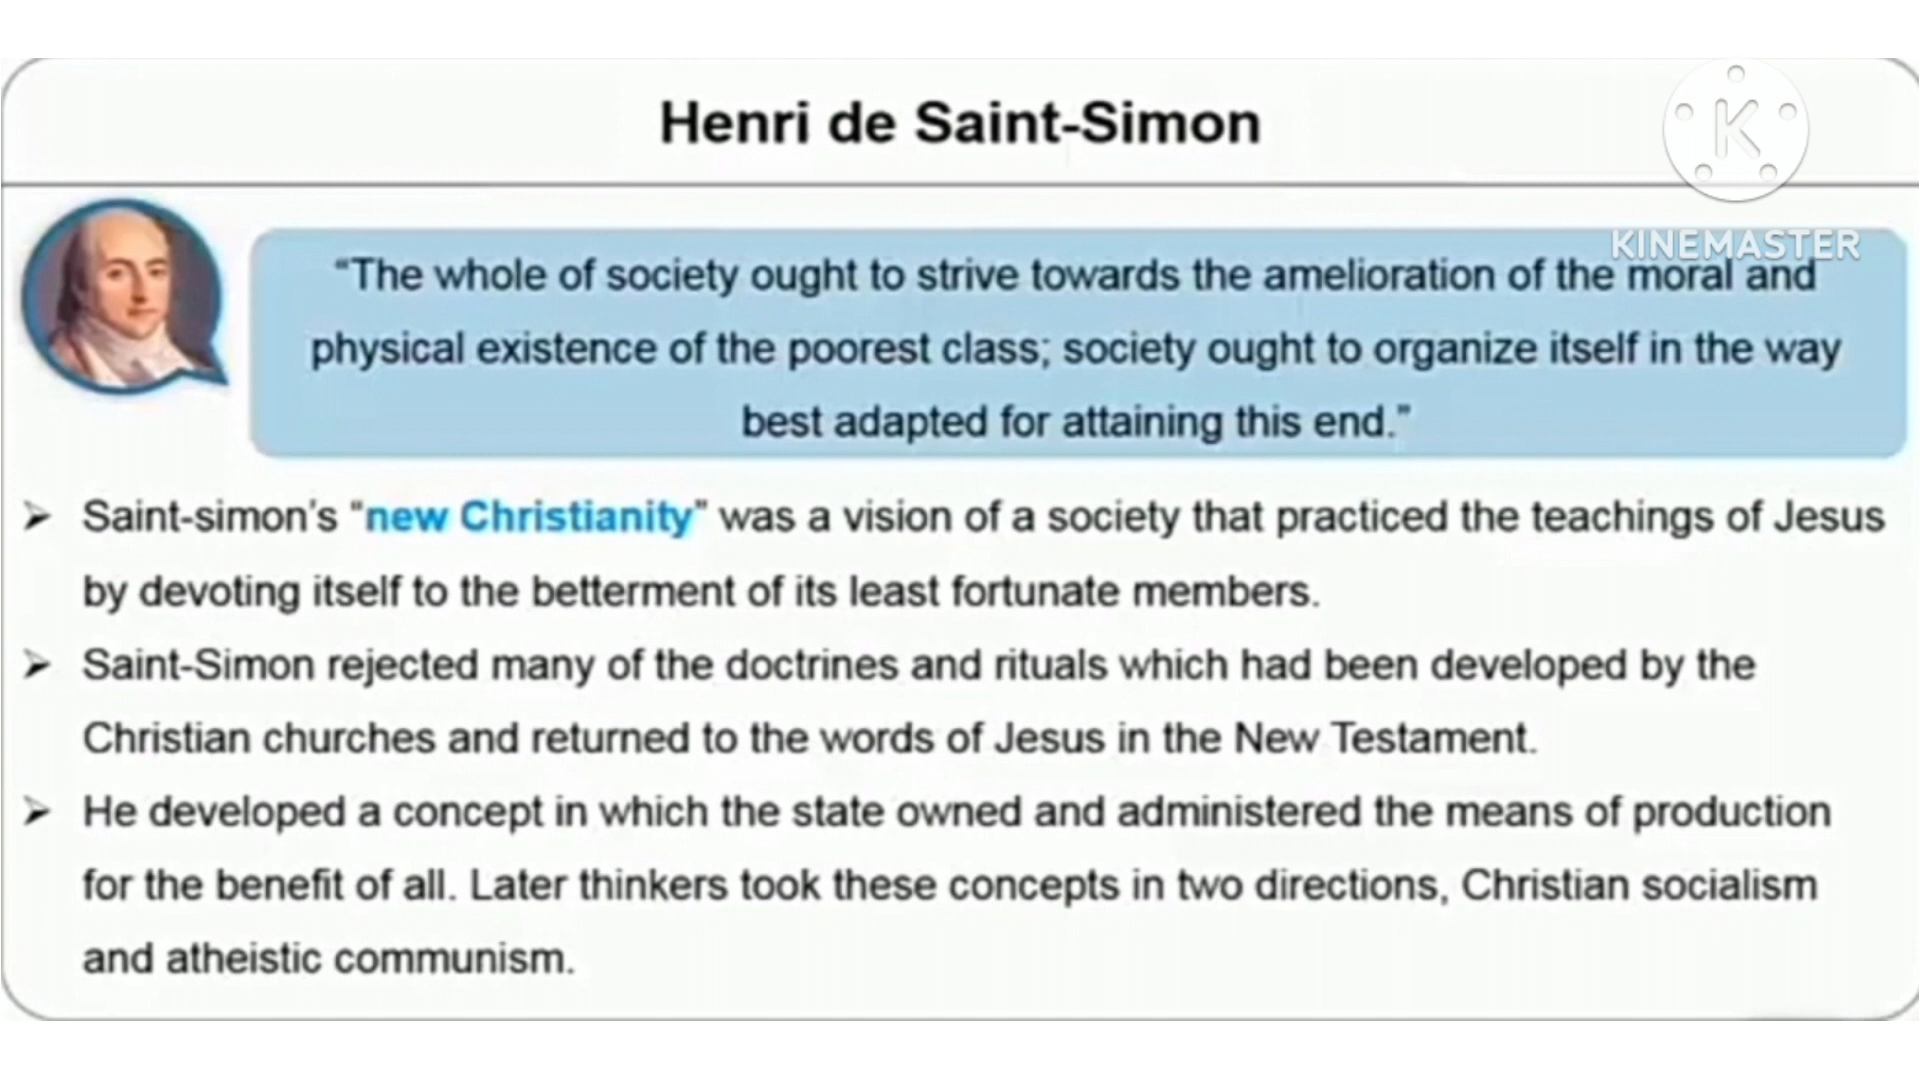 Henri de Saint-Simon
K
KINEMASTER
“The whole of society ought to strive towards the amelioration of the moral and
physical existence of the poorest class; society ought to organize itself in the way
best adapted for attaining this end.”
➤ Saint-simon’s “new Christianity” was a vision of a society that practiced the teachings of Jesus
by devoting itself to the betterment of its least fortunate members.
➤ Saint-Simon rejected many of the doctrines and rituals which had been developed by the
Christian churches and returned to the words of Jesus in the New Testament.
➤ He developed a concept in which the state owned and administered the means of production
for the benefit of all. Later thinkers took these concepts in two directions, Christian socialism
and atheistic communism.